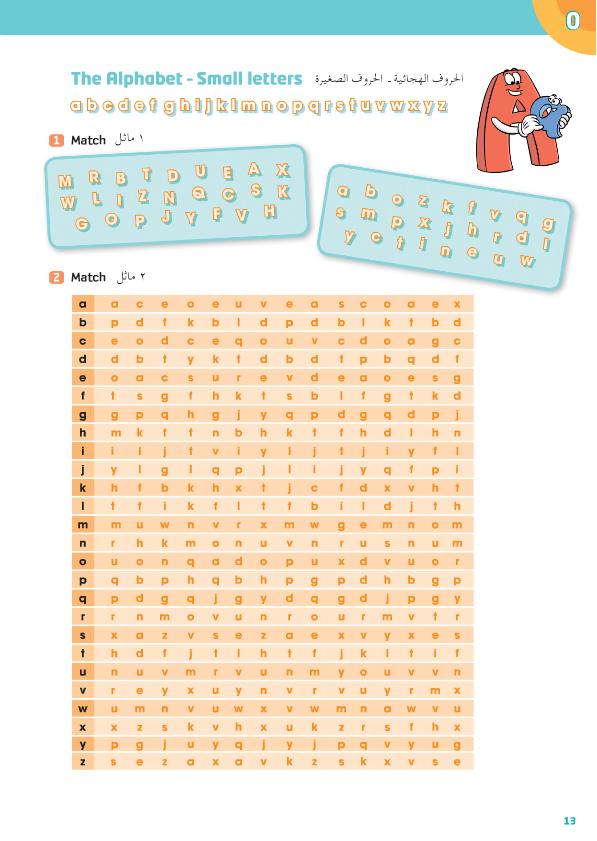 0
The Alphabet - Small letters الحروف الهجائية ـ الحروف الصغيرة
a b c d e f g h i j k l m n o p q r s t u v w x y z
1 Match ١ ماثل
M R B T D U E A X
W L I Z N Q C S K
G O P J Y F V H
a b o z k f v q g
s m p x j h r d l
y c t i n e u w
2 Match ٢ ماثل
a a c e o e u v e a s c o a e x
b p d f k b l d p d b l k t b d
c e o d c e q o u v c d o a g c
d d b t y k f d b d t p b q d f
e o a c s u r e v d e a o e s g
f t s g f h k t s b l f g t k d
g g p q h g j y q p d g q d p j
h m k f t n b h k t f h d l h n
i i l j t v i y l j t j i y f l
j y l g l q p j l i j y q f p i
k h f b k h x t j c f d x v h t
l t f i k f l t f b i l d j t h
m m u w n v r x m w g e m n o m
n r h k m o n u v n r u s n u m
o u o n q a d o p u x d v u o r
p q b p h q b h p g p d h b g p
q p d g q j g y d q g d j p g y
r r n m o v u n r o u r m v t r
s x a z v s e z a e x v y x e s
t h d f j t l h t f j k l t i f
u n u v m r v u n m y o u v v n
v r e y x u y n v r v u y r m x
w u m n v u w x v w m n a w v u
x x z s k v h x u k z r s f h x
y p g j u y q j y j p q v y u g
z s e z a x a v k z s k x v s e
13